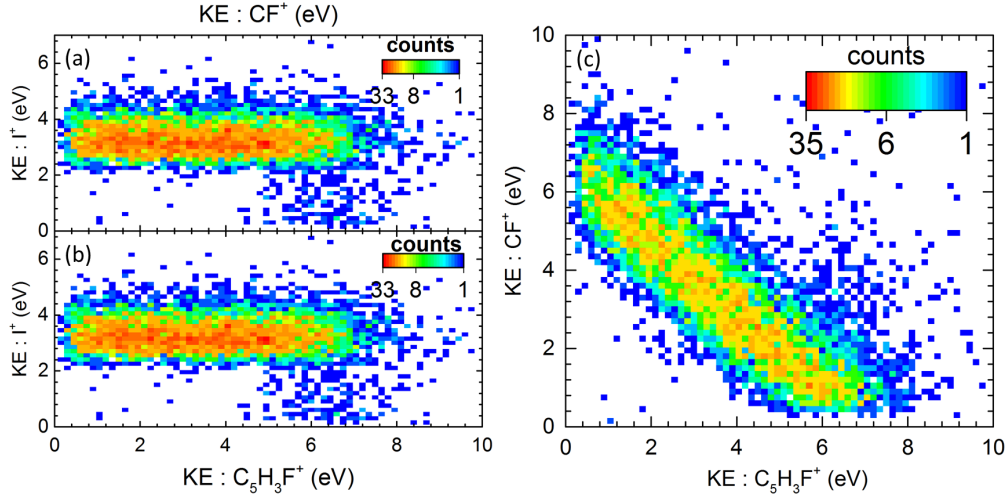 KE : CF⁺ (eV)
(a)
counts
33 8 1
KE : I⁺ (eV)
6
4
2
0
(b)
counts
33 8 1
KE : I⁺ (eV)
6
4
2
0
0 2 4 6 8 10
KE : C₅H₃F⁺ (eV)
(c)
counts
35 6 1
KE : CF⁺ (eV)
10
8
6
4
2
0
0 2 4 6 8 10
KE : C₅H₃F⁺ (eV)